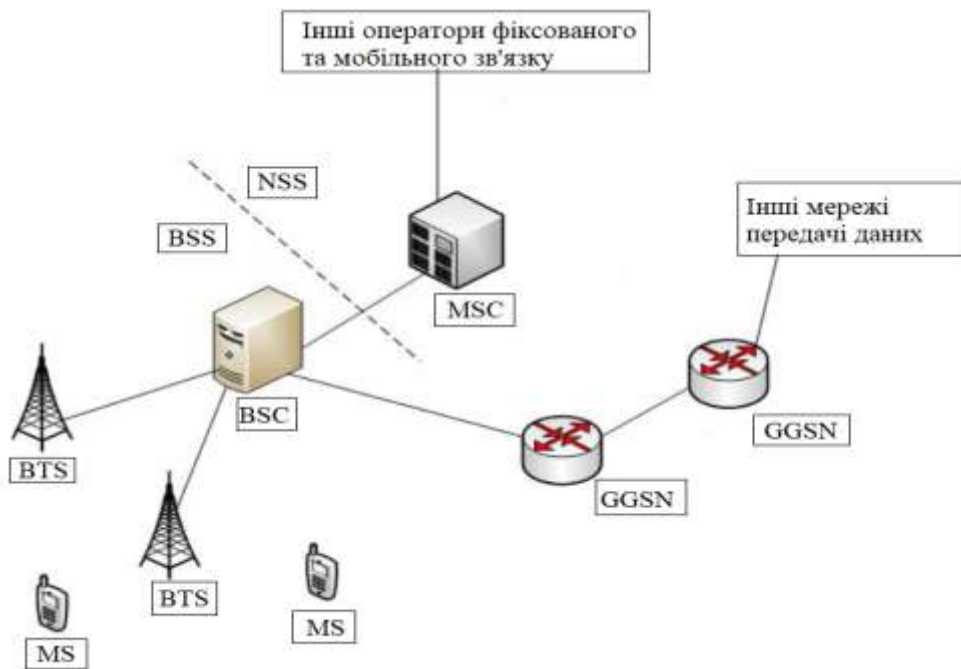 Інші оператори фіксованого
та мобільного зв'язку
NSS
BSS
Інші мережі
передачі даних
MSC
BSC
GGSN
BTS
GGSN
BTS
MS
MS